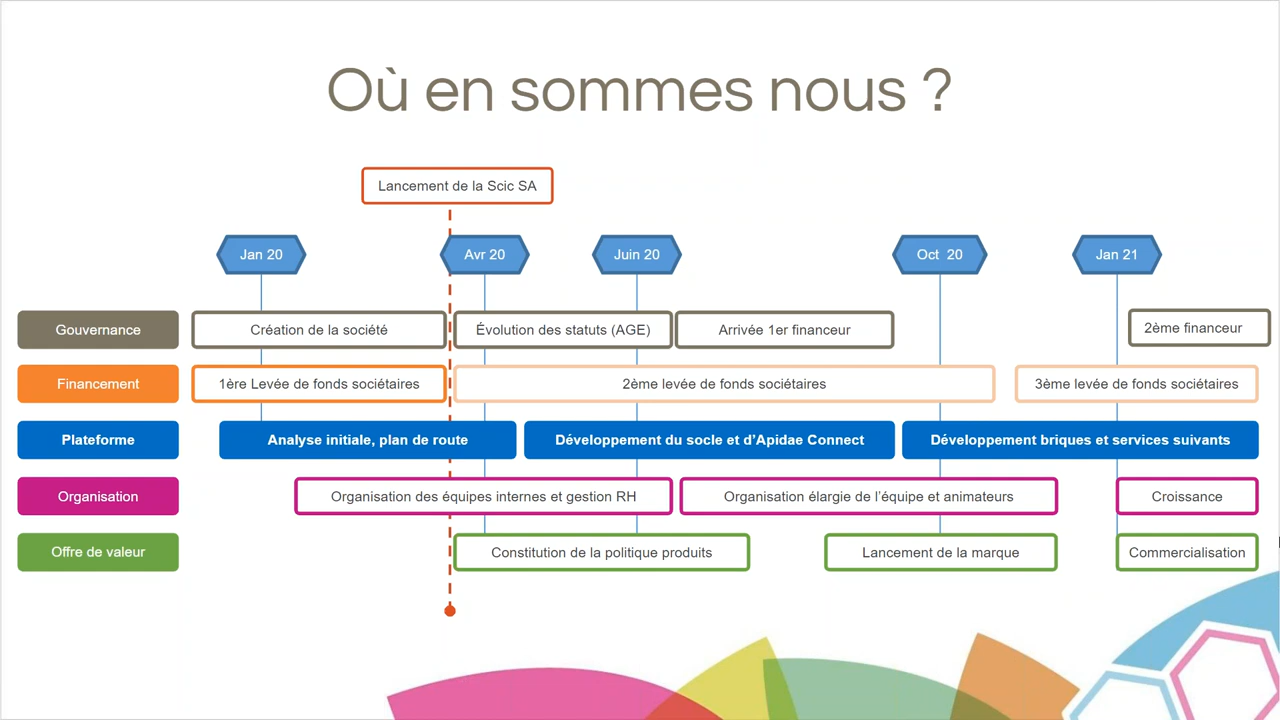 Où en sommes nous ?
Lancement de la Scic SA
Jan 20
Avr 20
Juin 20
Oct 20
Jan 21
Gouvernance
Création de la société
Évolution des statuts (AGE)
Arrivée 1er financeur
2ème financeur
Financement
1ère Levée de fonds sociétaires
2ème levée de fonds sociétaires
3ème levée de fonds sociétaires
Plateforme
Analyse initiale, plan de route
Développement du socle et d’Apidae Connect
Développement briques et services suivants
Organisation
Organisation des équipes internes et gestion RH
Organisation élargie de l’équipe et animateurs
Croissance
Offre de valeur
Constitution de la politique produits
Lancement de la marque
Commercialisation